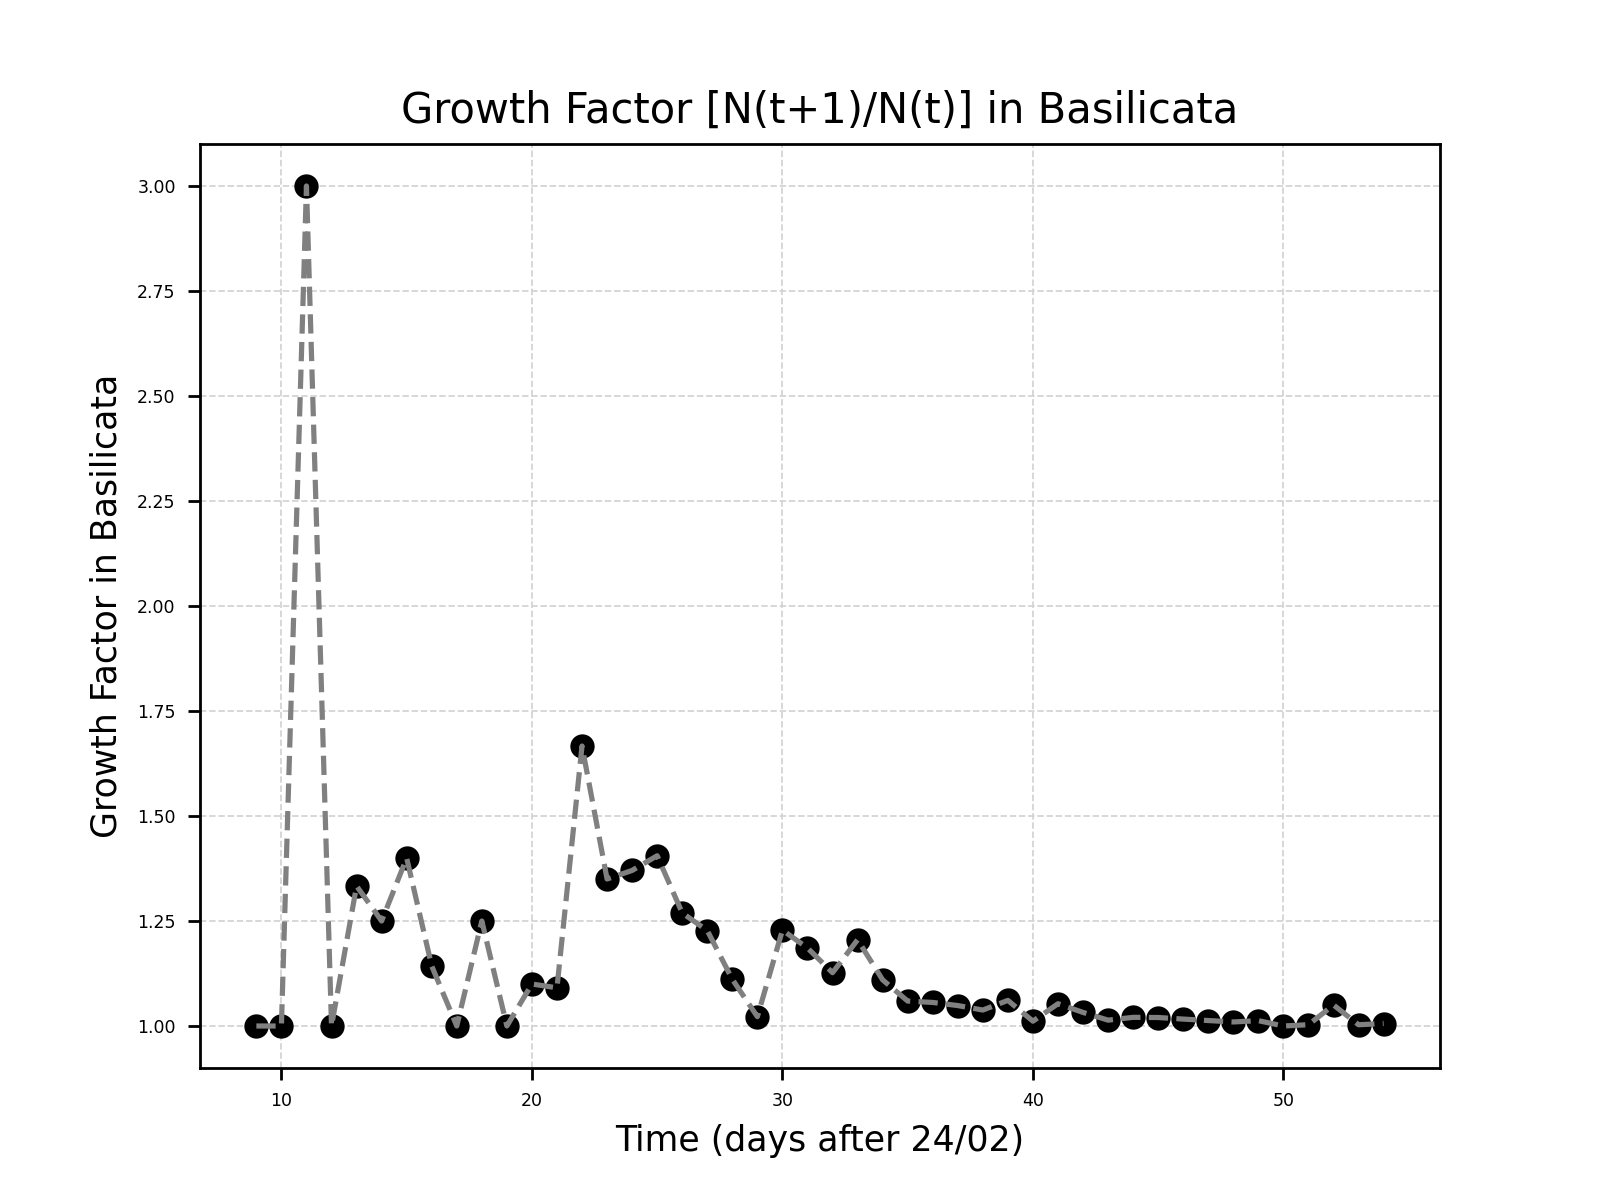 Growth Factor [N(t+1)/N(t)] in Basilicata
Growth Factor in Basilicata
3.00
2.75
2.50
2.25
2.00
1.75
1.50
1.25
1.00
10 20 30 40 50
Time (days after 24/02)